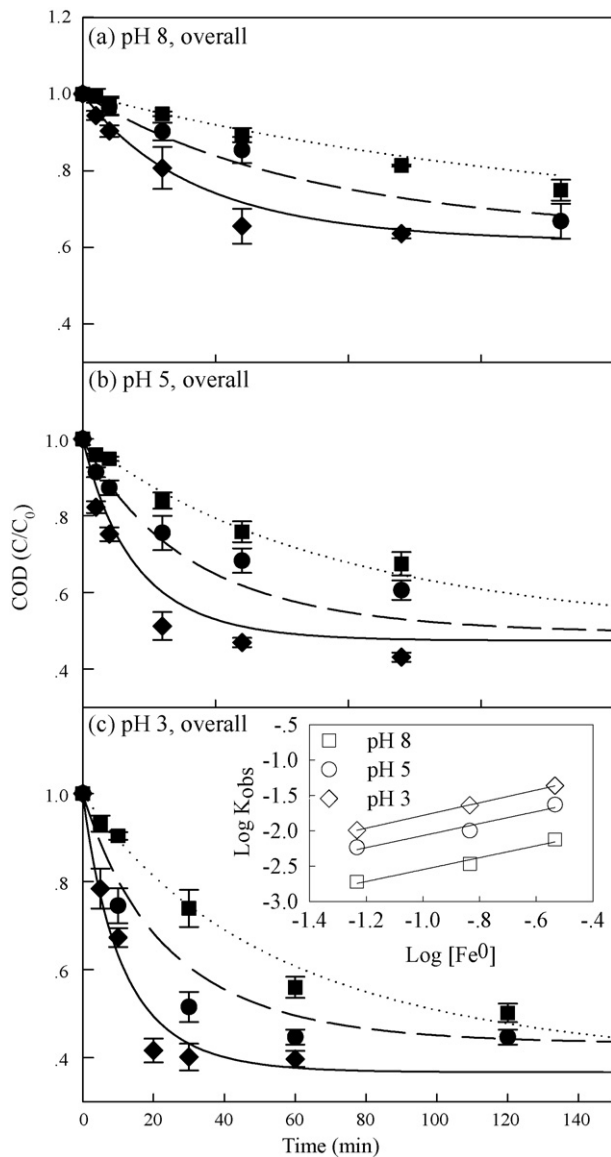 1.2
(a) pH 8, overall
1.0
.8
.6
.4
(b) pH 5, overall
1.0
.8
.6
.4
COD (C/C0)
(c) pH 3, overall
1.0
.8
.6
.4
0 20 40 60 80 100 120 140
Time (min)
-.5
-1.0
-1.5
-2.0
-2.5
-3.0
Log Kobs
pH 8
pH 5
pH 3
-1.4 -1.2 -1.0 -.8 -.6 -.4
Log [Fe0]